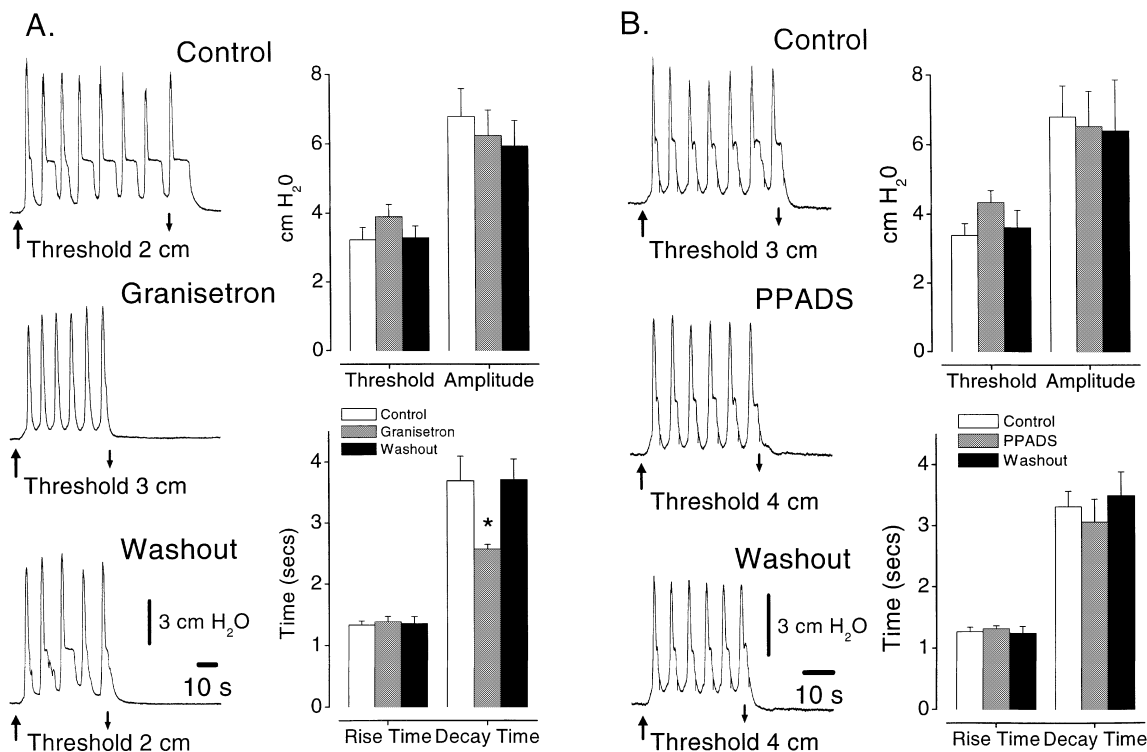 A.
Control
Threshold 2 cm
Granisetron
Threshold 3 cm
Washout
3 cm H2O
10 s
Threshold 2 cm
8
6
4
2
0
cm H20
Threshold Amplitude
Control
Granisetron
Washout
4
3
2
1
0
Time (secs)
*
Rise Time Decay Time
B.
Control
Threshold 3 cm
PPADS
Threshold 4 cm
Washout
3 cm H2O
10 s
Threshold 4 cm
8
6
4
2
0
cm H20
Threshold Amplitude
Control
PPADS
Washout
4
3
2
1
0
Time (secs)
Rise Time Decay Time